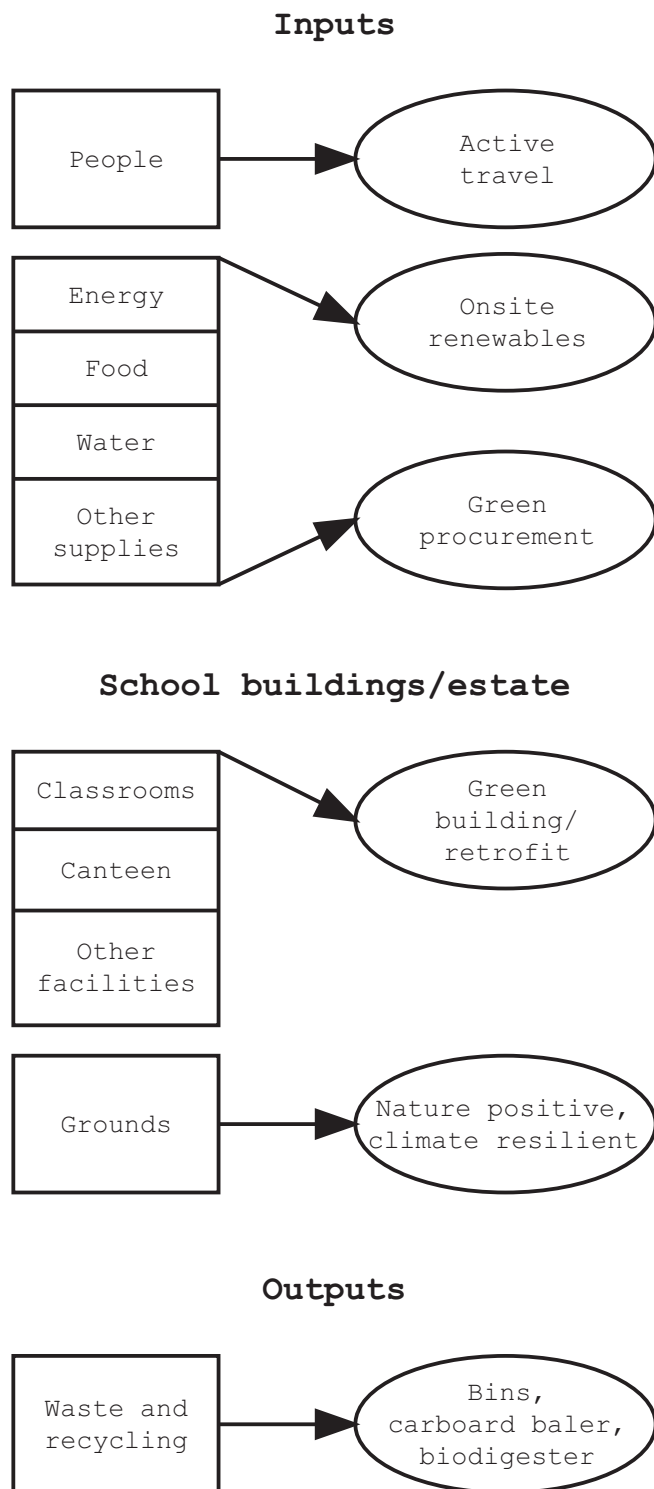 Inputs
People
Active
travel
Energy
Onsite
renewables
Food
Water
Other
supplies
Green
procurement
School buildings/estate
Classrooms
Green
building/
retrofit
Canteen
Other
facilities
Grounds
Nature positive,
climate resilient
Outputs
Waste and
recycling
Bins,
carboard baler,
biodigester